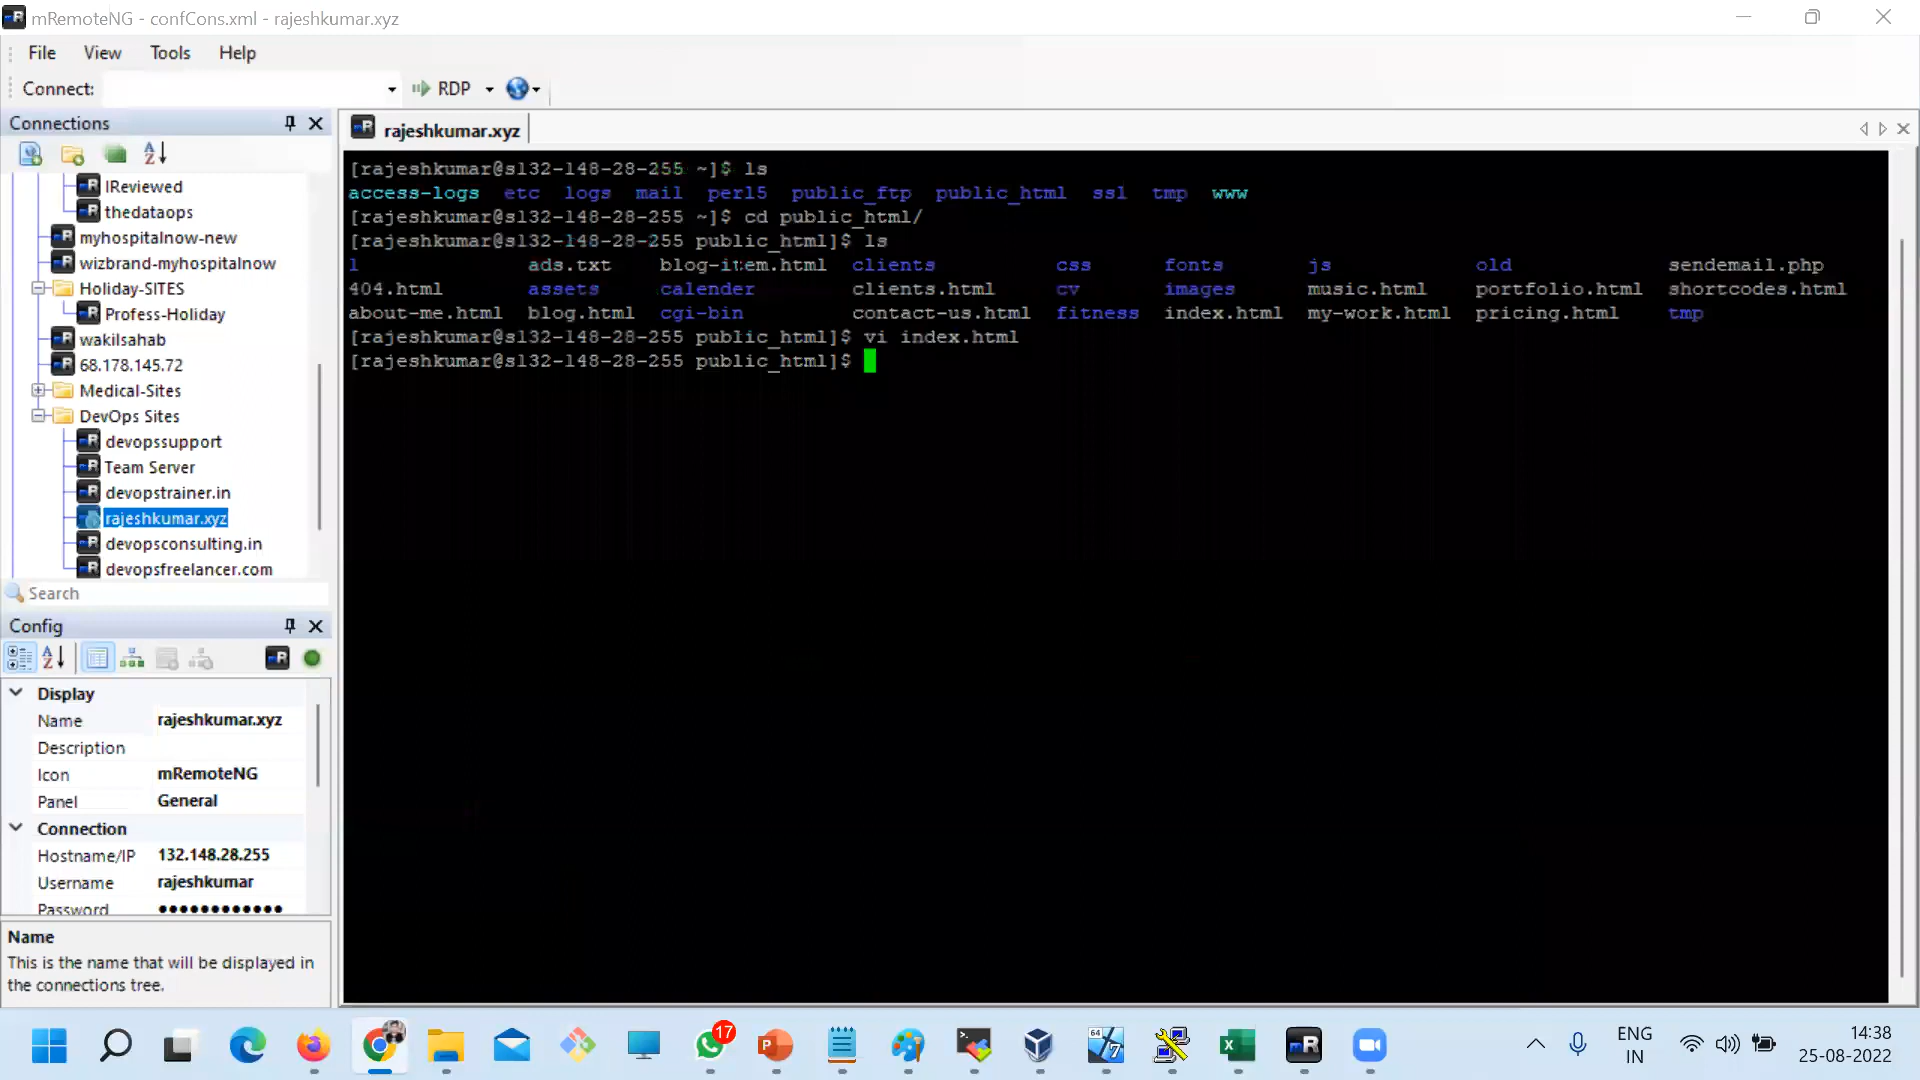 mRemoteNG - confCons.xml - rajeshkumar.xyz
File View Tools Help
Connect: RDP
Connections
IReviewed
thedataops
myhospitalnow-new
wizbrand-myhospitalnow
Holiday-SITES
Profess-Holiday
wakilsahab
68.178.145.72
Medical-Sites
DevOps Sites
devopssupport
Team Server
devopstrainer.in
rajeshkumar.xyz
devopsconsulting.in
devopsfreelancer.com
Search
Config
Display
Name rajeshkumar.xyz
Description
Icon mRemoteNG
Panel General
Connection
Hostname/IP 132.148.28.255
Username rajeshkumar
Password ●●●●●●●●●●●●
Name
This is the name that will be displayed in
the connections tree.
rajeshkumar.xyz
[rajeshkumar@s132-148-28-255 ~]$ ls
access-logs etc logs mail perl5 public_ftp public_html ssl tmp www
[rajeshkumar@s132-148-28-255 ~]$ cd public_html/
[rajeshkumar@s132-148-28-255 public_html]$ ls
l ads.txt blog-item.html clients css fonts js old sendemail.php
404.html assets calender clients.html cv images music.html portfolio.html shortcodes.html
about-me.html blog.html cgi-bin contact-us.html fitness index.html my-work.html pricing.html tmp
[rajeshkumar@s132-148-28-255 public_html]$ vi index.html
[rajeshkumar@s132-148-28-255 public_html]$
17
64
7
ENG
IN
14:38
25-08-2022